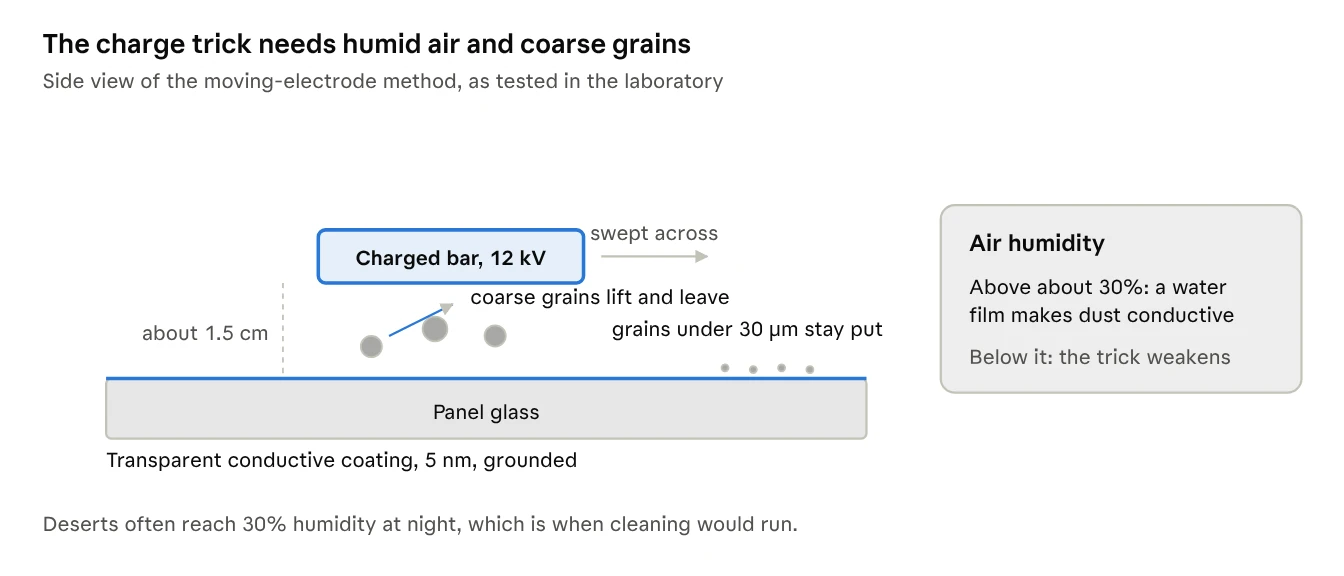 The charge trick needs humid air and coarse grains
Side view of the moving-electrode method, as tested in the laboratory
swept across
Charged bar, 12 kV
coarse grains lift and leave
about 1.5 cm
grains under 30 µm stay put
Panel glass
Transparent conductive coating, 5 nm, grounded
Air humidity
Above about 30%: a water
film makes dust conductive
Below it: the trick weakens
Deserts often reach 30% humidity at night, which is when cleaning would run.